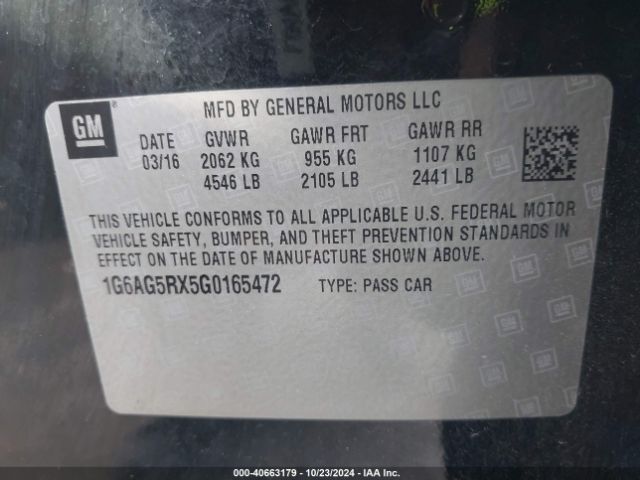 GM
MFD BY GENERAL MOTORS LLC
DATE GVWR GAWR FRT GAWR RR
03/16 2062 KG 955 KG 1107 KG
4546 LB 2105 LB 2441 LB
THIS VEHICLE CONFORMS TO ALL APPLICABLE U.S. FEDERAL MOTOR
VEHICLE SAFETY, BUMPER, AND THEFT PREVENTION STANDARDS IN
EFFECT ON THE DATE OF MANUFACTURE SHOWN ABOVE.
1G6AG5RX5G0165472 TYPE: PASS CAR
000-40663179 - 10/23/2024 - IAA Inc.